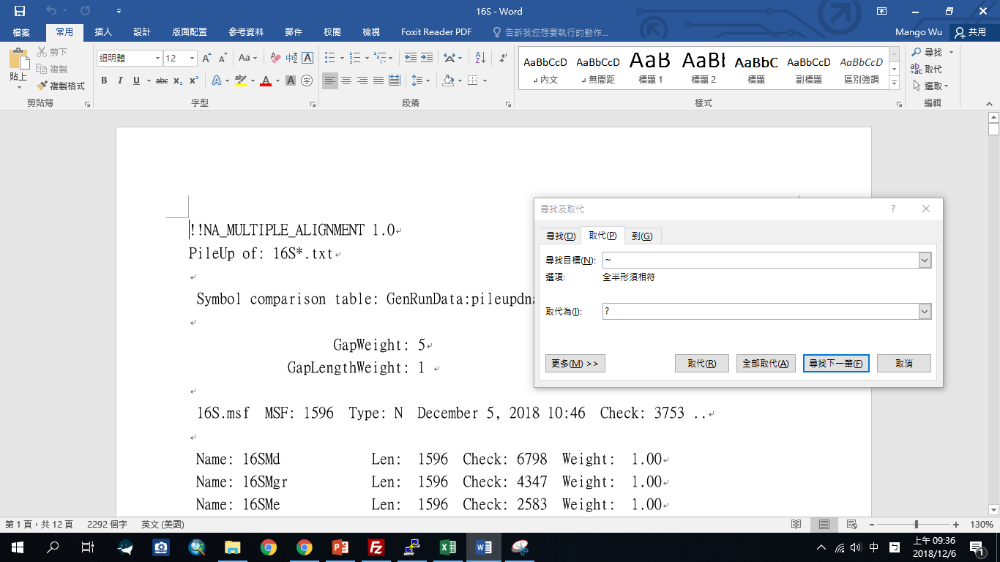 16S - Word
檔案 常用 插入 設計 版面配置 參考資料 郵件 校閱 檢視 Foxit Reader PDF 告訴我您想要執行的動作... Mango Wu 共用
貼上
剪下
複製
複製格式
剪貼簿
細明體 12
字型
段落
AaBbCcD AaBbCcD AaB AaBl AaBbC AaBbCcD AaBbCcD
內文 無間距 標題 1 標題 2 標題 副標題 區別強調
樣式
尋找
取代
選取
編輯
!!NA_MULTIPLE_ALIGNMENT 1.0
PileUp of: 16S*.txt
Symbol comparison table: GenRunData:pileupdna
GapWeight: 5
GapLengthWeight: 1
16S.msf MSF: 1596 Type: N December 5, 2018 10:46 Check: 3753 ..
Name: 16SMd Len: 1596 Check: 6798 Weight: 1.00
Name: 16SMgr Len: 1596 Check: 4347 Weight: 1.00
Name: 16SMe Len: 1596 Check: 2583 Weight: 1.00
尋找及取代
尋找(D) 取代(P) 到(G)
尋找目標(N): ~
選項: 全半形須相符
取代為(I): ?
更多(M) >> 取代(R) 全部取代(A) 尋找下一筆(F) 取消
第 1 頁，共 12 頁 2292 個字 英文 (美國) 130%
中
上午 09:36
2018/12/6
1